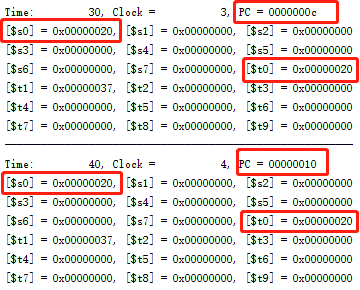 Time: 30, Clock = 3, PC = 0000000c
[$s0] = 0x00000020, [$s1] = 0x00000000, [$s2] = 0x00000000
[$s3] = 0x00000000, [$s4] = 0x00000000, [$s5] = 0x00000000
[$s6] = 0x00000000, [$s7] = 0x00000000, [$t0] = 0x00000020
[$t1] = 0x00000037, [$t2] = 0x00000000, [$t3] = 0x00000000
[$t4] = 0x00000000, [$t5] = 0x00000000, [$t6] = 0x00000000
[$t7] = 0x00000000, [$t8] = 0x00000000, [$t9] = 0x00000000
Time: 40, Clock = 4, PC = 00000010
[$s0] = 0x00000020, [$s1] = 0x00000000, [$s2] = 0x00000000
[$s3] = 0x00000000, [$s4] = 0x00000000, [$s5] = 0x00000000
[$s6] = 0x00000000, [$s7] = 0x00000000, [$t0] = 0x00000020
[$t1] = 0x00000037, [$t2] = 0x00000000, [$t3] = 0x00000000
[$t4] = 0x00000000, [$t5] = 0x00000000, [$t6] = 0x00000000
[$t7] = 0x00000000, [$t8] = 0x00000000, [$t9] = 0x00000000